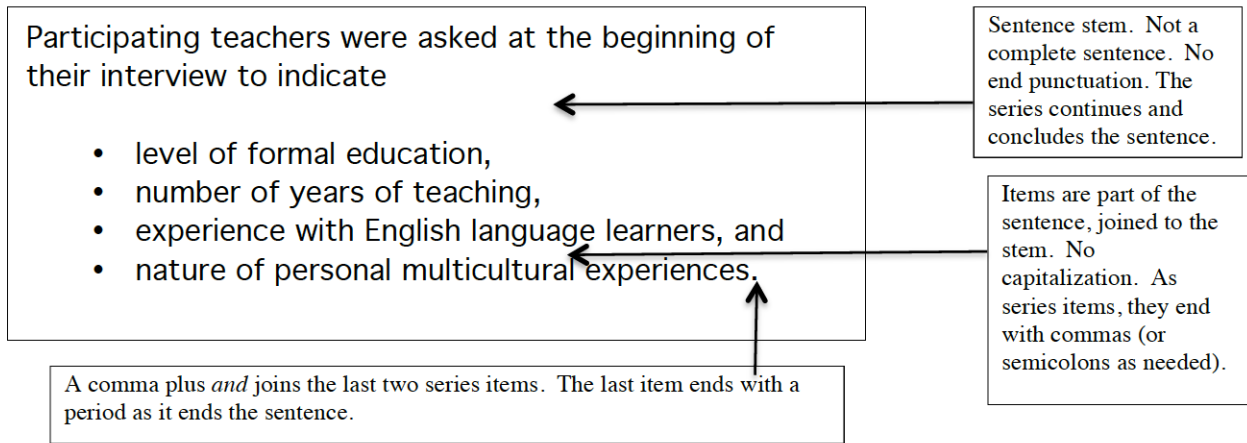 Participating teachers were asked at the beginning of
their interview to indicate
• level of formal education,
• number of years of teaching,
• experience with English language learners, and
• nature of personal multicultural experiences.
Sentence stem.  Not a
complete sentence.  No
end punctuation. The
series continues and
concludes the sentence.
Items are part of the
sentence, joined to the
stem.  No
capitalization.  As
series items, they end
with commas (or
semicolons as needed).
A comma plus and joins the last two series items.  The last item ends with a
period as it ends the sentence.